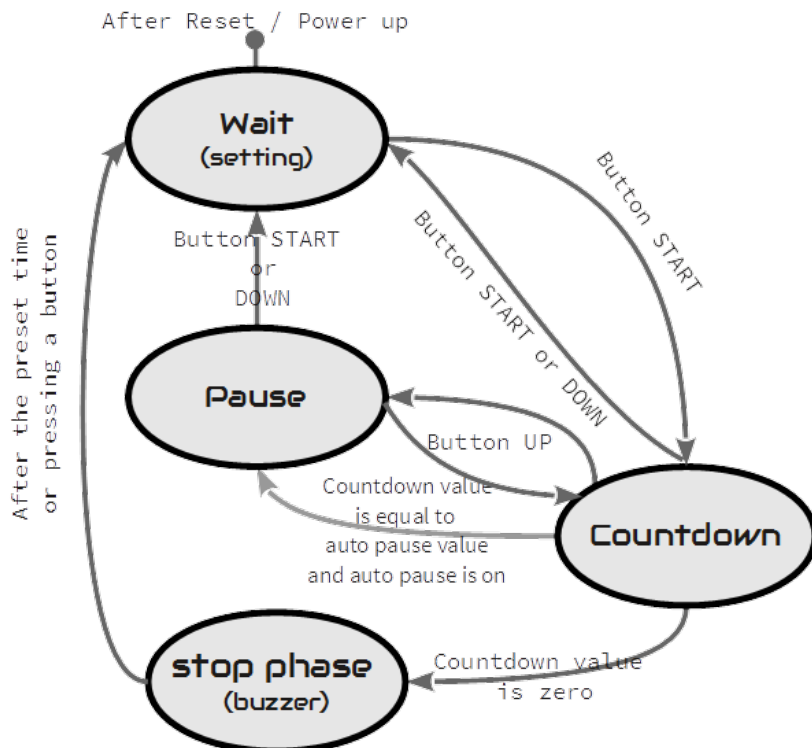 After Reset / Power up
Wait
(setting)
Button START
Button START or DOWN
Button START
or
DOWN
After the preset time
or pressing a button
Pause
Button UP
Countdown value
is equal to
auto pause value
and auto pause is on
Countdown
stop phase
(buzzer)
Countdown value
is zero